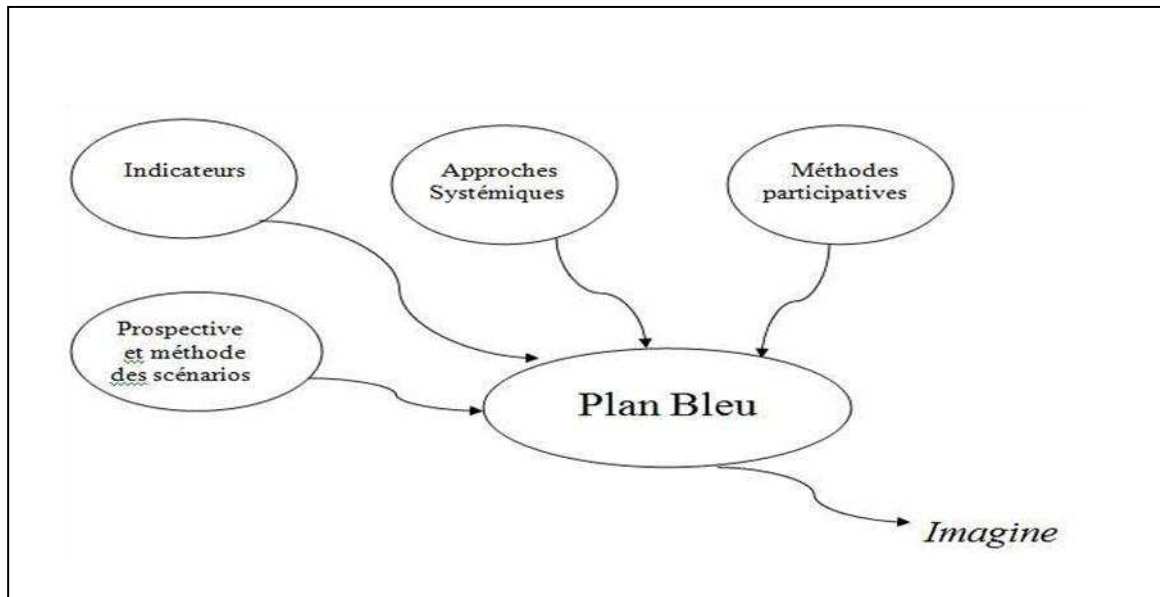 Indicateurs
Approches
Systémiques
Méthodes
participatives
Prospective
et méthode
des scénarios
Plan Bleu
Imagine